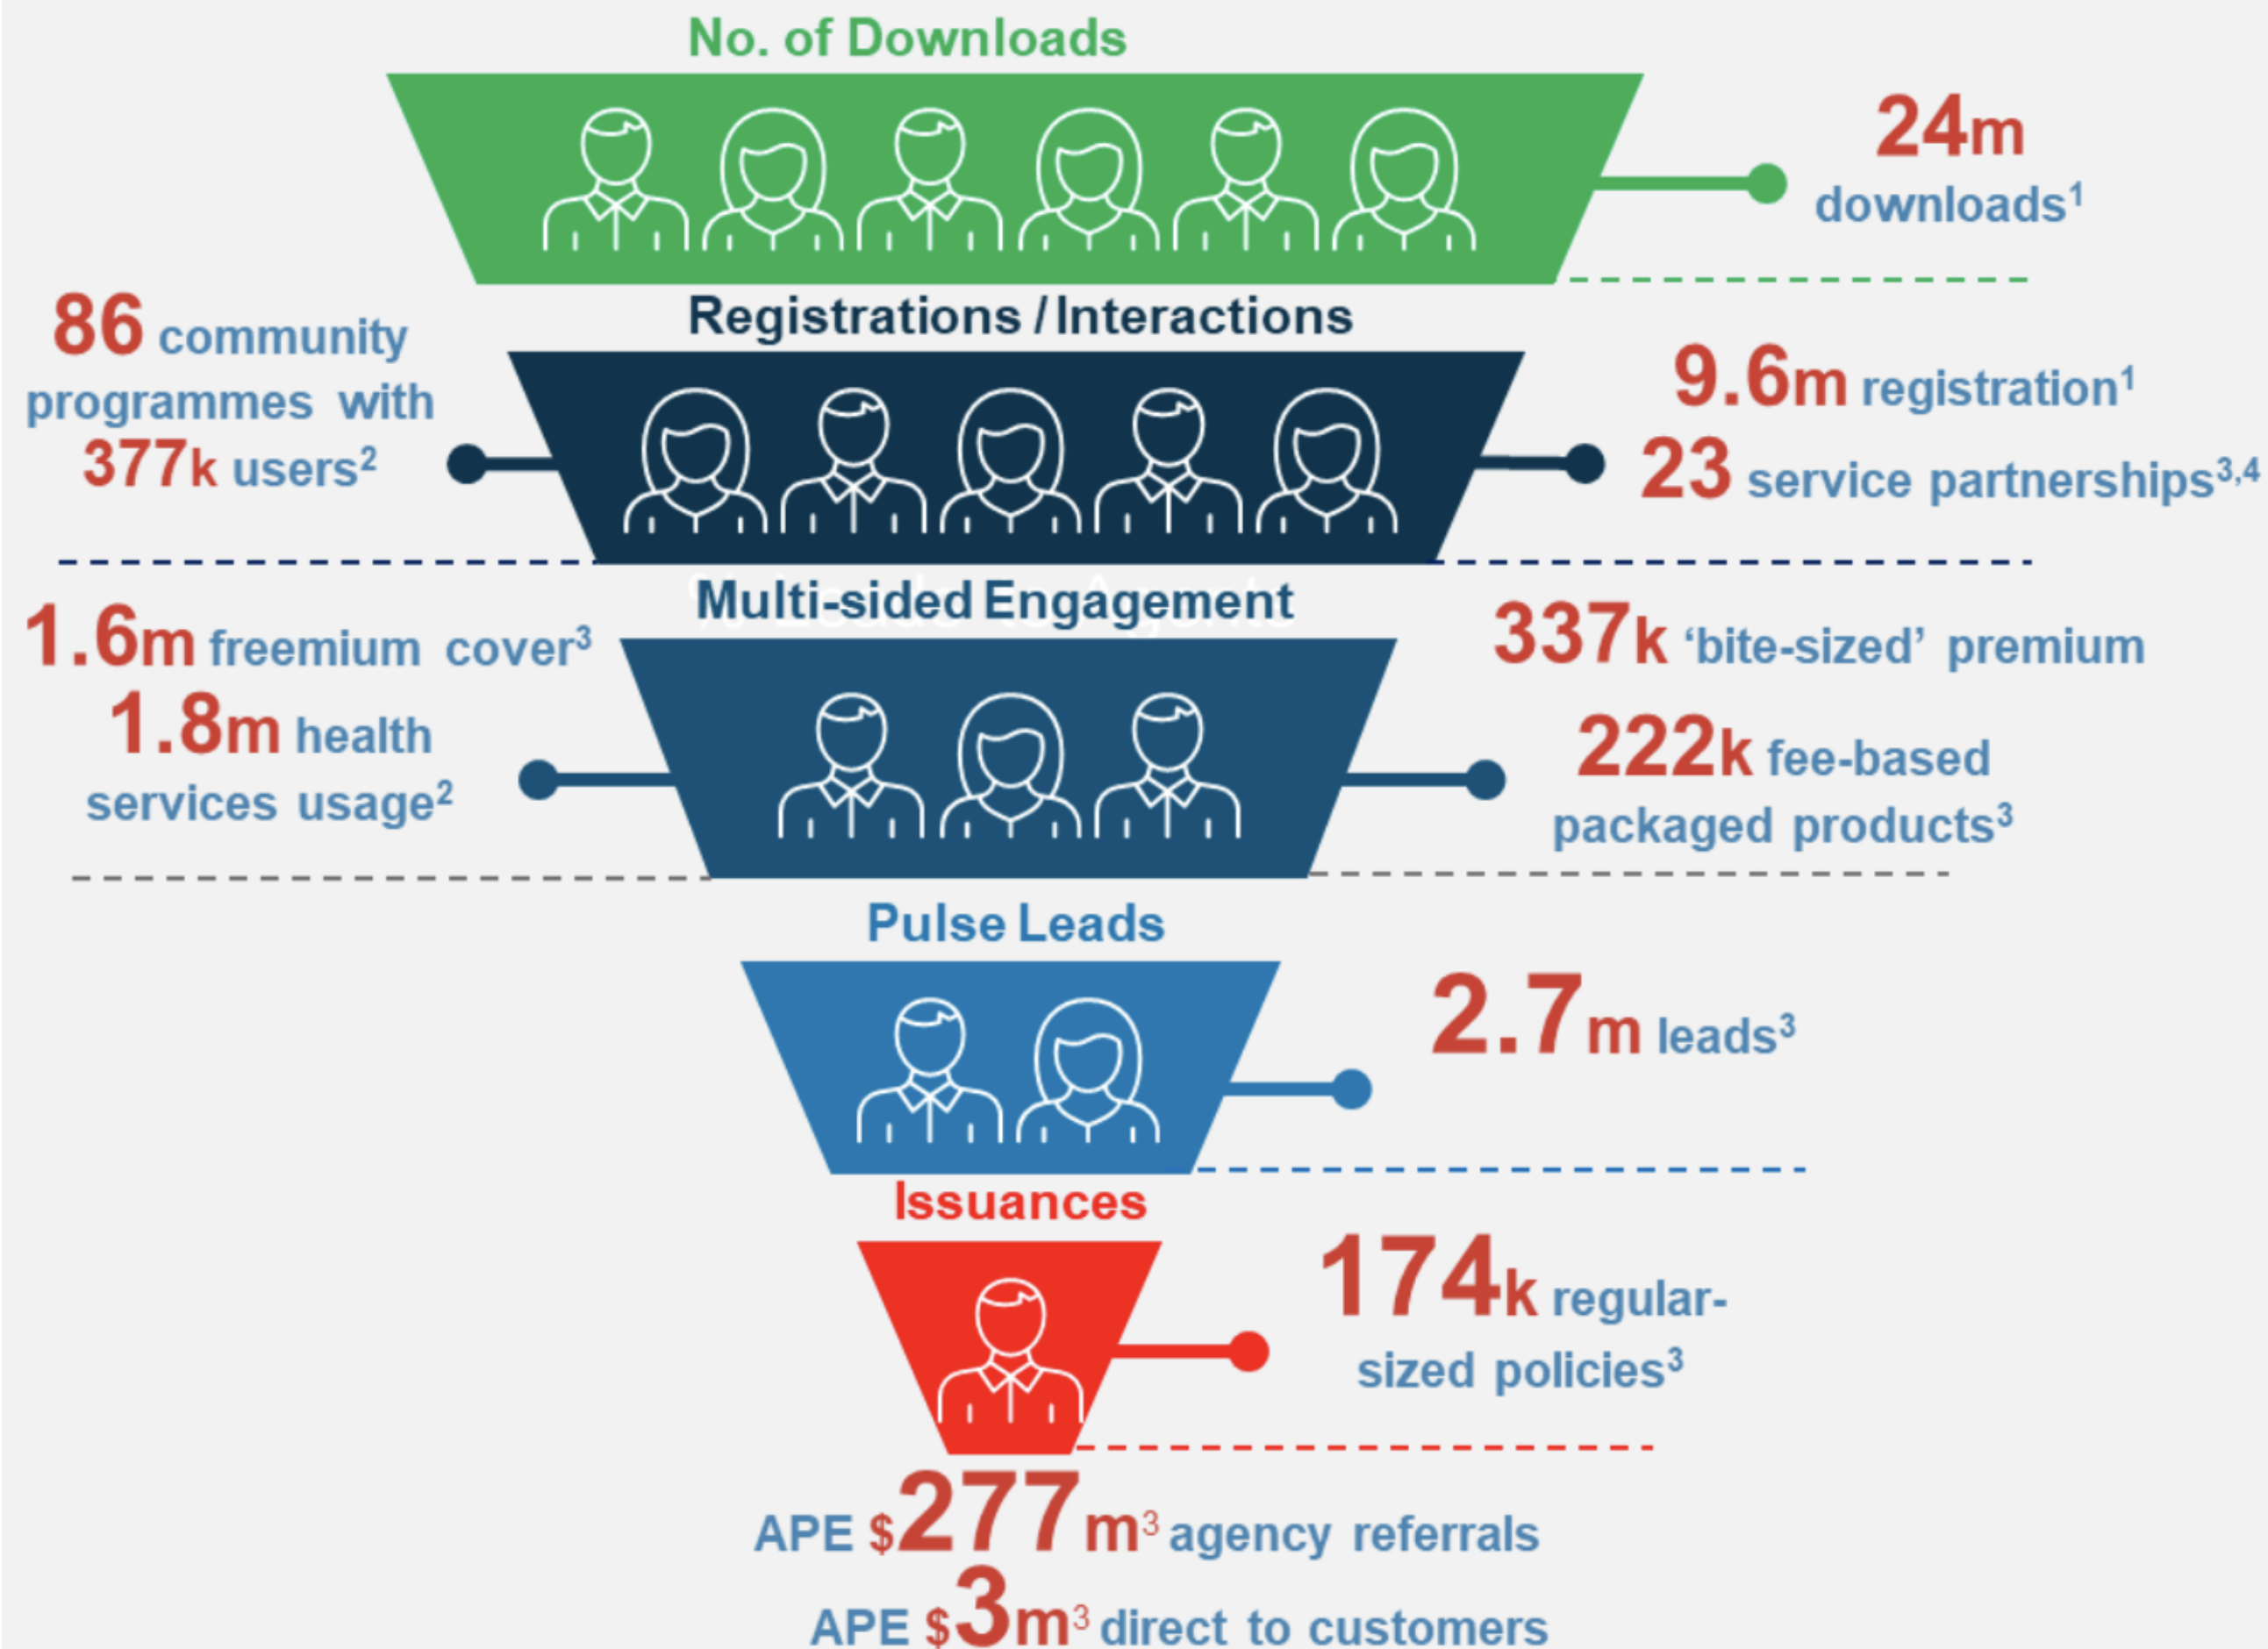 No. of Downloads
24m
downloads¹
Registrations / Interactions
86 community
programmes with
377k users²
9.6m registration¹
23 service partnerships³,⁴
Multi-sided Engagement
1.6m freemium cover³
1.8m health
services usage²
337k ‘bite-sized’ premium
222k fee-based
packaged products³
Pulse Leads
2.7m leads³
Issuances
174k regular-
sized policies³
APE $277m³ agency referrals
APE $3m³ direct to customers